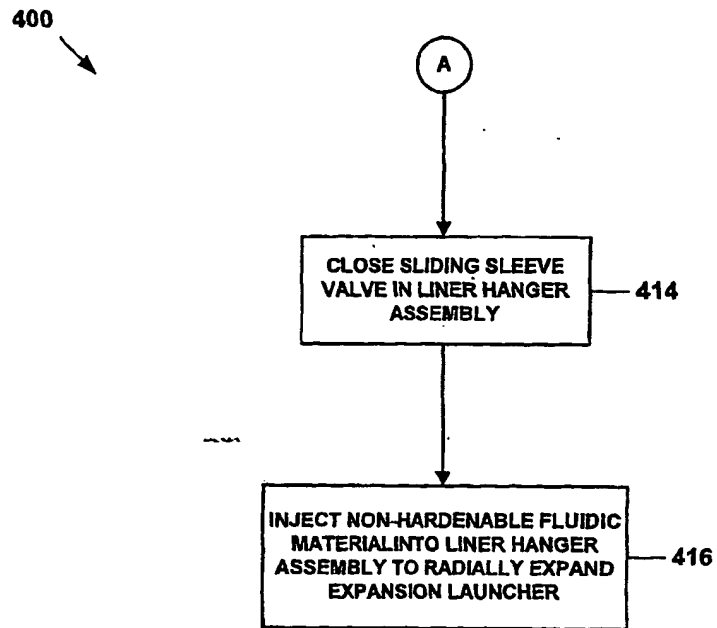 400
A
CLOSE SLIDING SLEEVE
VALVE IN LINER HANGER
ASSEMBLY
414
INJECT NON-HARDENABLE FLUIDIC
MATERIALINTO LINER HANGER
ASSEMBLY TO RADIALLY EXPAND
EXPANSION LAUNCHER
416